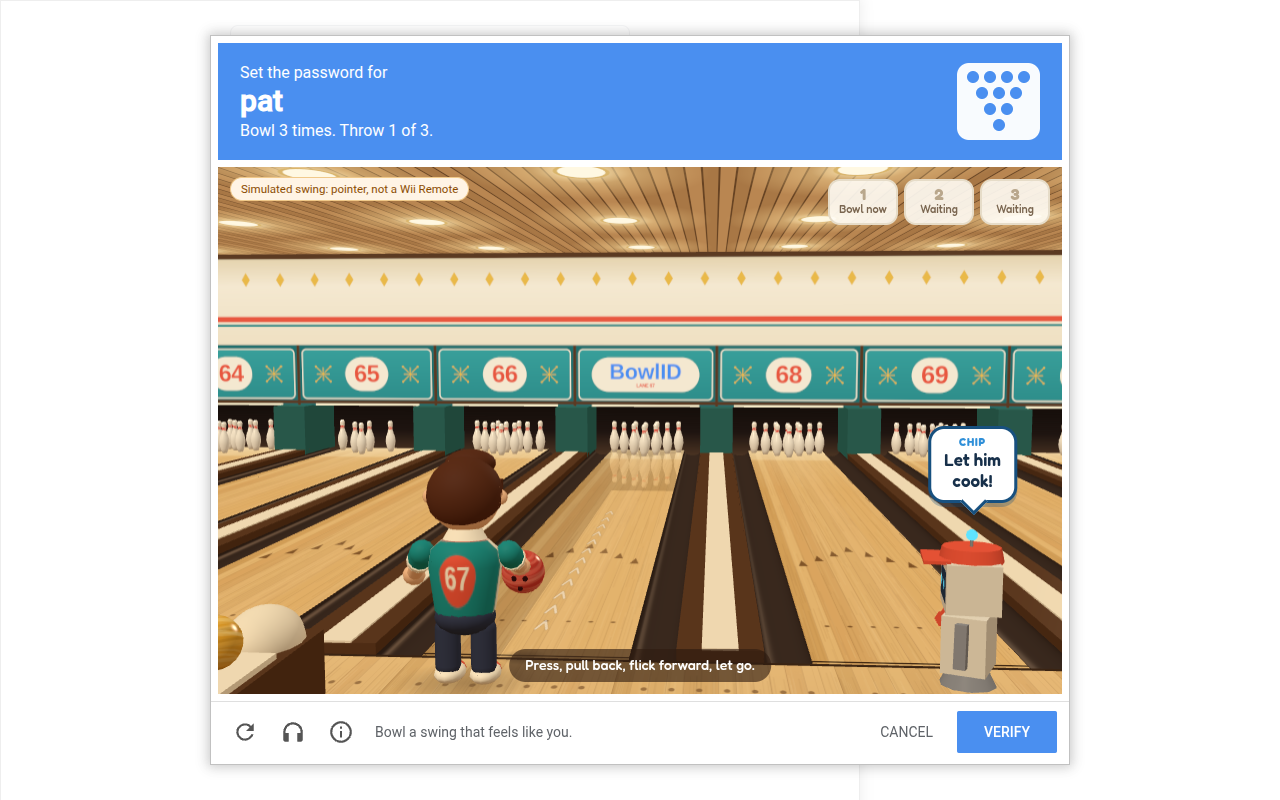 Set the password for
pat
Bowl 3 times. Throw 1 of 3.
Simulated swing: pointer, not a Wii Remote
1
Bowl now
2
Waiting
3
Waiting
64
65
66
BowlID
LANE 67
68
69
CHIP
Let him
cook!
67
Press, pull back, flick forward, let go.
Bowl a swing that feels like you.
CANCEL
VERIFY